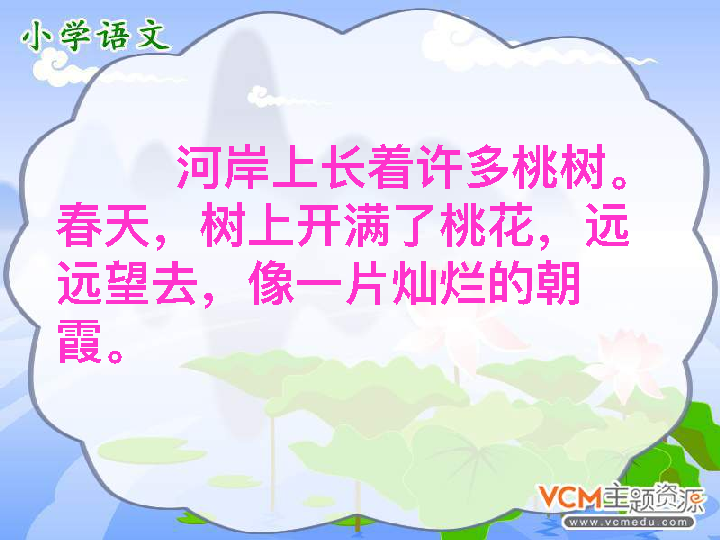 小学语文
河岸上长着许多桃树。
春天，树上开满了桃花，远
远望去，像一片灿烂的朝
霞。
VCM主题资源
www.vcmedu.com